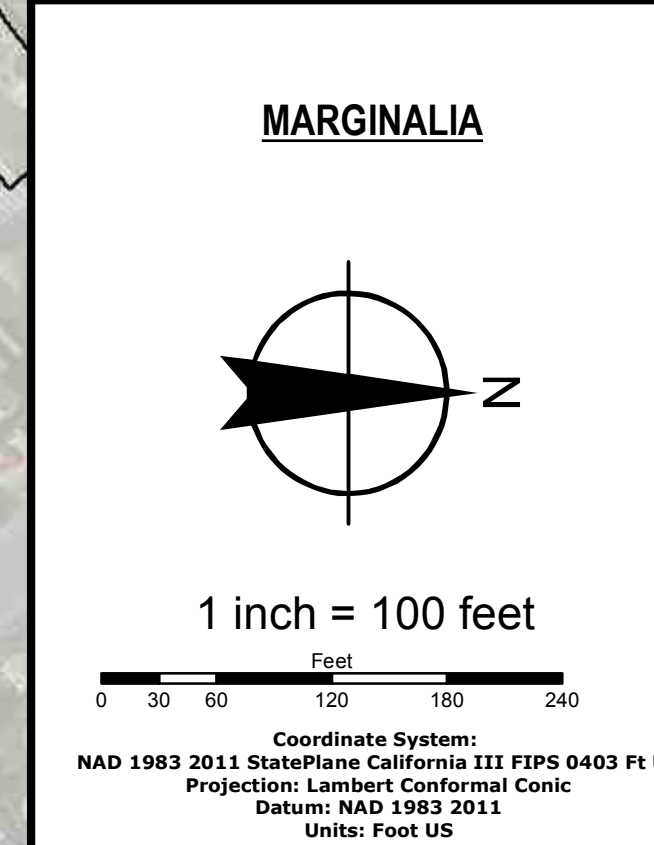 MARGINALIA
N
1 inch = 100 feet
Feet
0 30 60 120 180 240
Coordinate System:
NAD 1983 2011 StatePlane California III FIPS 0403 Ft
Projection: Lambert Conformal Conic
Datum: NAD 1983 2011
Units: Foot US